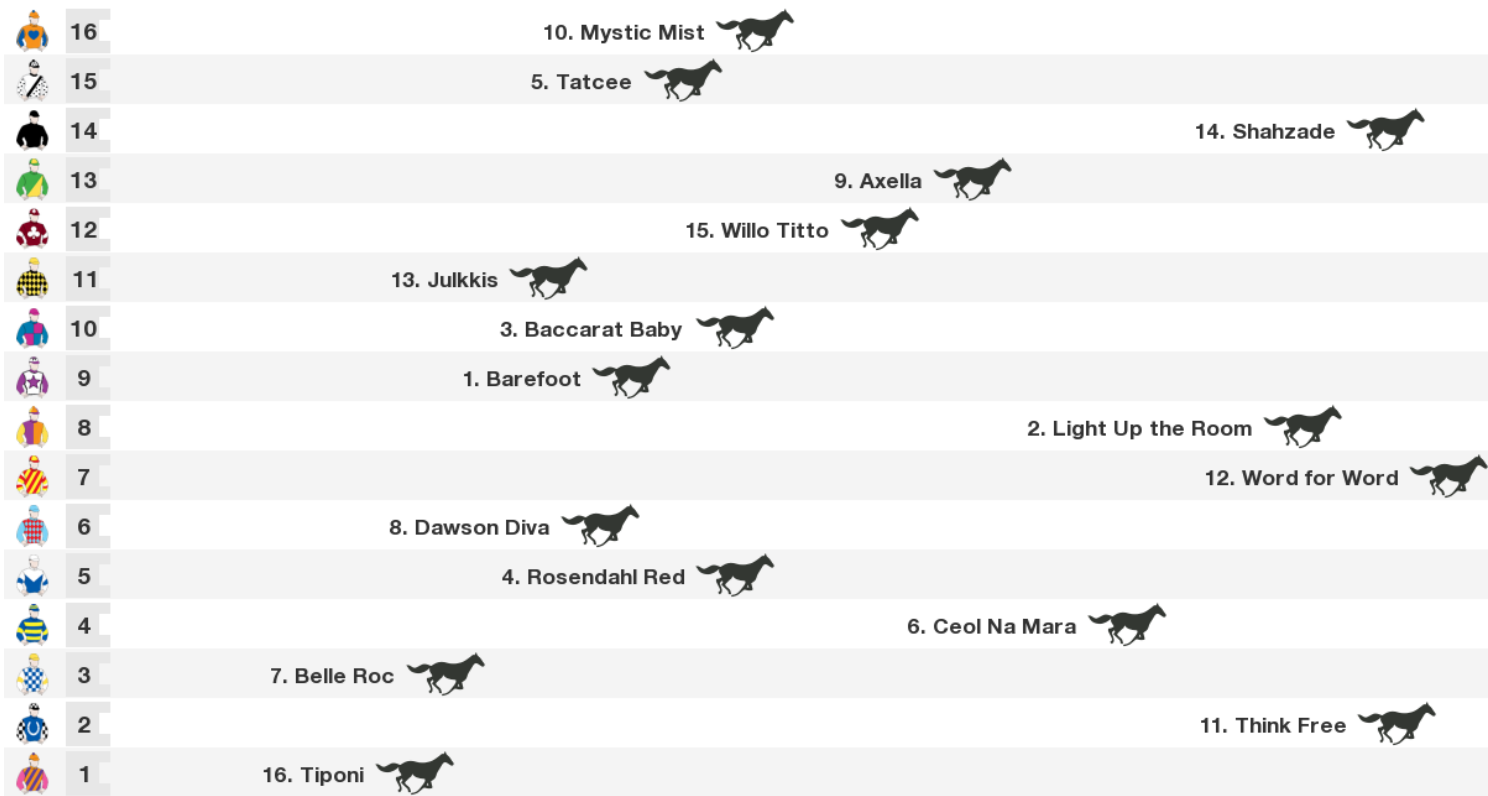 16 10. Mystic Mist
15 5. Tatcee
14 14. Shahzade
13 9. Axella
12 15. Willo Titto
11 13. Julkkis
10 3. Baccarat Baby
9 1. Barefoot
8 2. Light Up the Room
7 12. Word for Word
6 8. Dawson Diva
5 4. Rosendahl Red
4 6. Ceol Na Mara
3 7. Belle Roc
2 11. Think Free
1 16. Tiponi